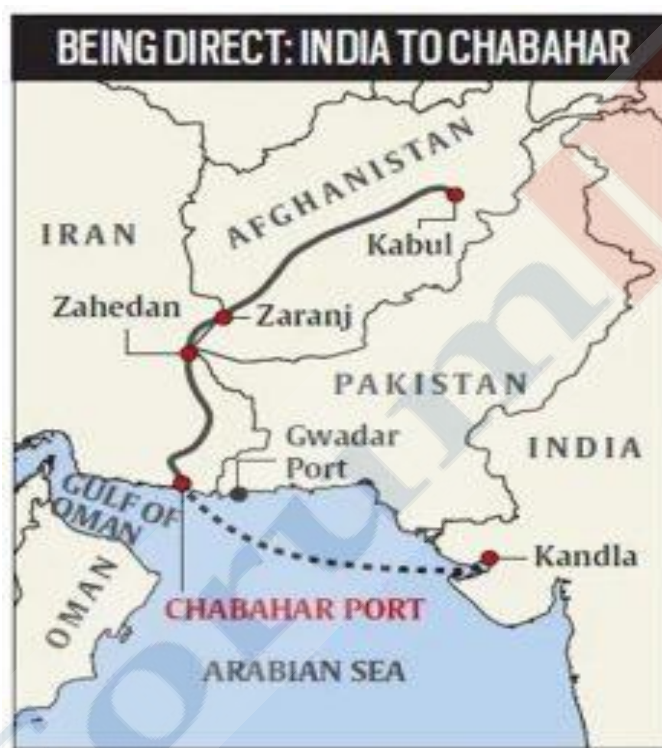 BEING DIRECT: INDIA TO CHABAHAR
AFGHANISTAN
IRAN
Kabul
Zahedan
Zaranj
PAKISTAN
Gwadar
Port
INDIA
GULF OF
OMAN
Kandla
OMAN
CHABAHAR PORT
ARABIAN SEA